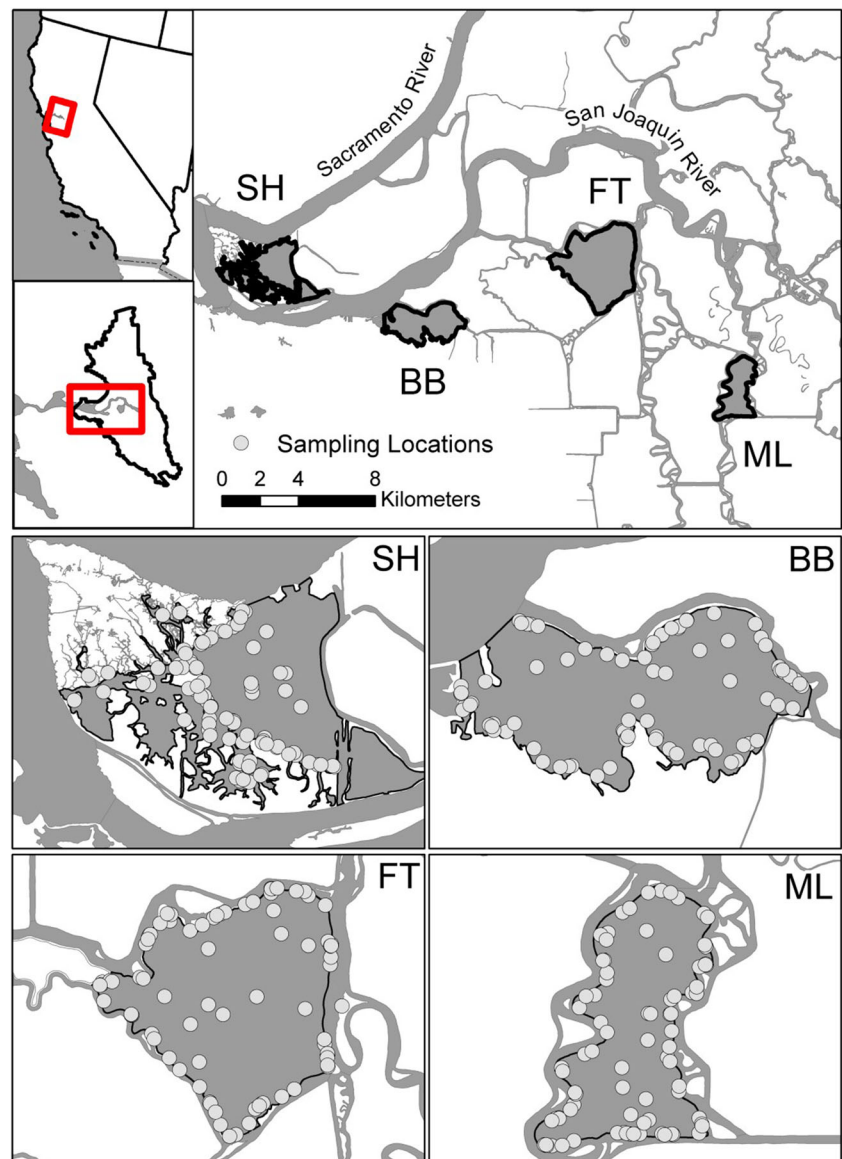 Sacramento River
San Joaquin River
SH
FT
BB
ML
Sampling Locations
0 2 4 8
Kilometers
SH
BB
FT
ML